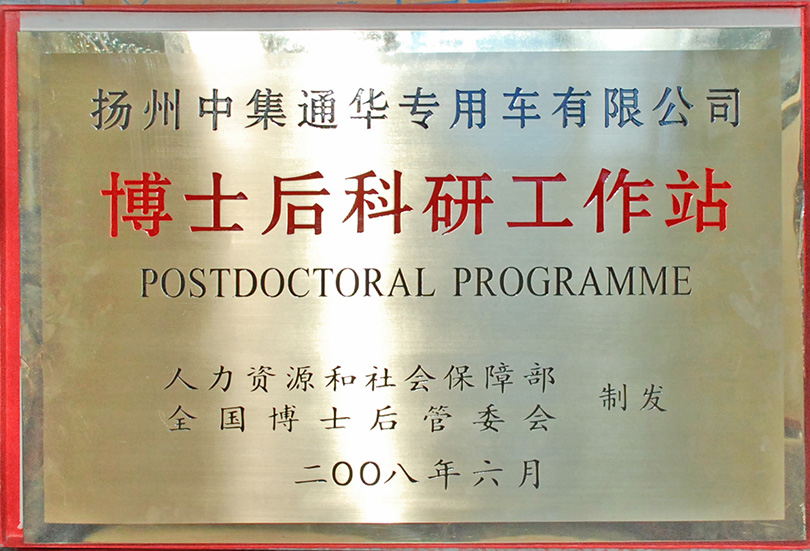 扬州中集通华专用车有限公司
博士后科研工作站
POSTDOCTORAL PROGRAMME
人力资源和社会保障部
全国博士后管委会 制发
二〇〇八年六月